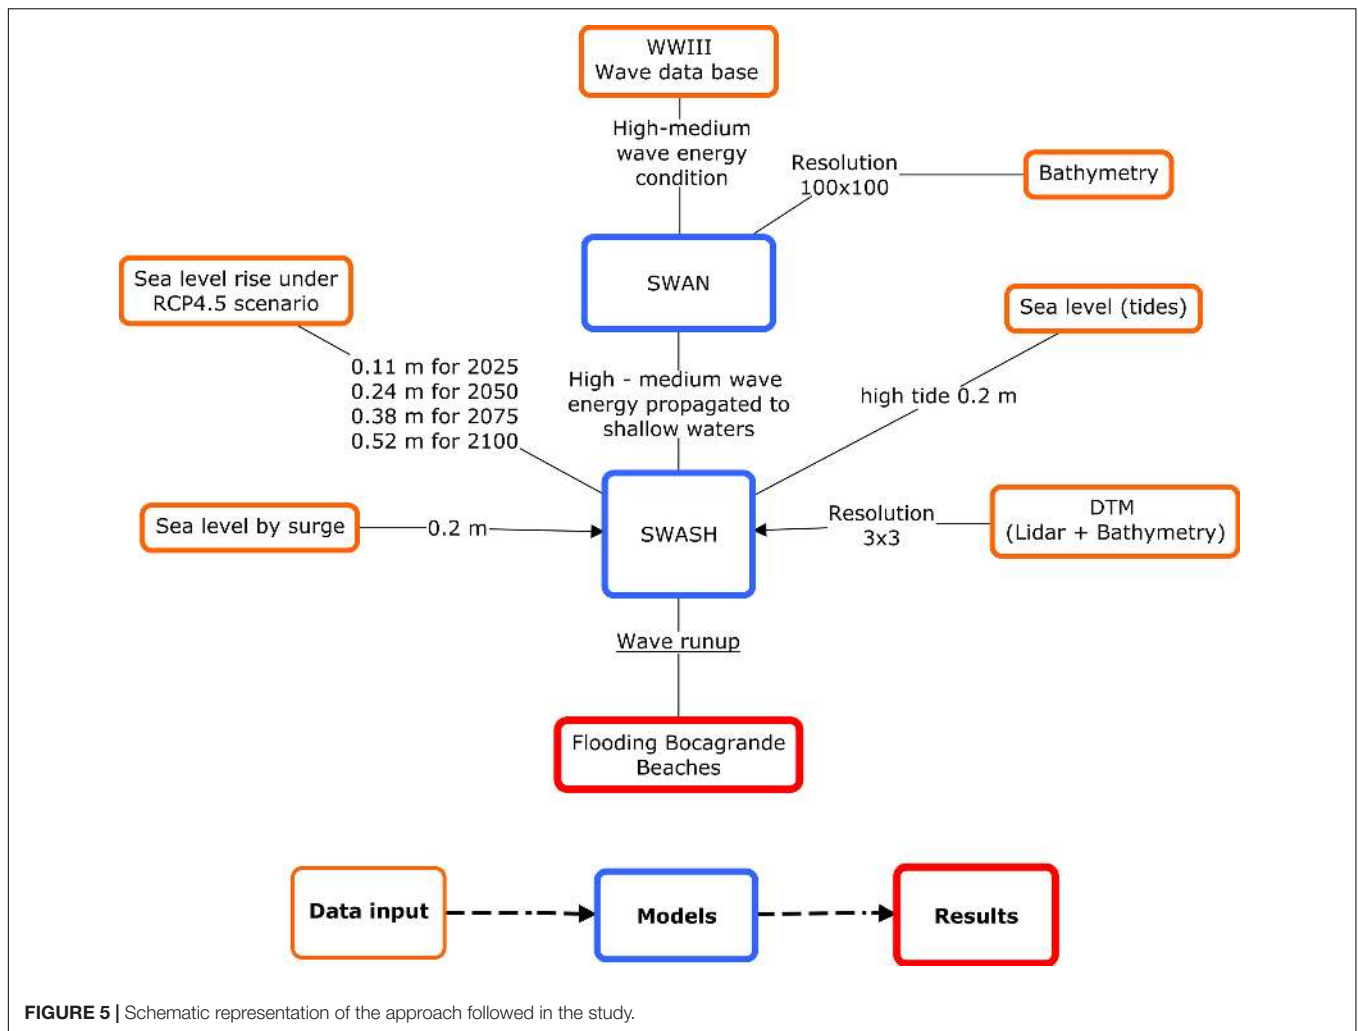 WWIII
Wave data base
High-medium
wave energy
condition
Resolution
100x100
Bathymetry
SWAN
Sea level rise under
RCP4.5 scenario
Sea level (tides)
0.11 m for 2025
0.24 m for 2050
0.38 m for 2075
0.52 m for 2100
High - medium wave
energy propagated to
shallow waters
high tide 0.2 m
Sea level by surge
0.2 m
SWASH
Resolution
3x3
DTM
(Lidar + Bathymetry)
Wave runup
Flooding Bocagrande
Beaches
Data input
Models
Results
FIGURE 5 | Schematic representation of the approach followed in the study.